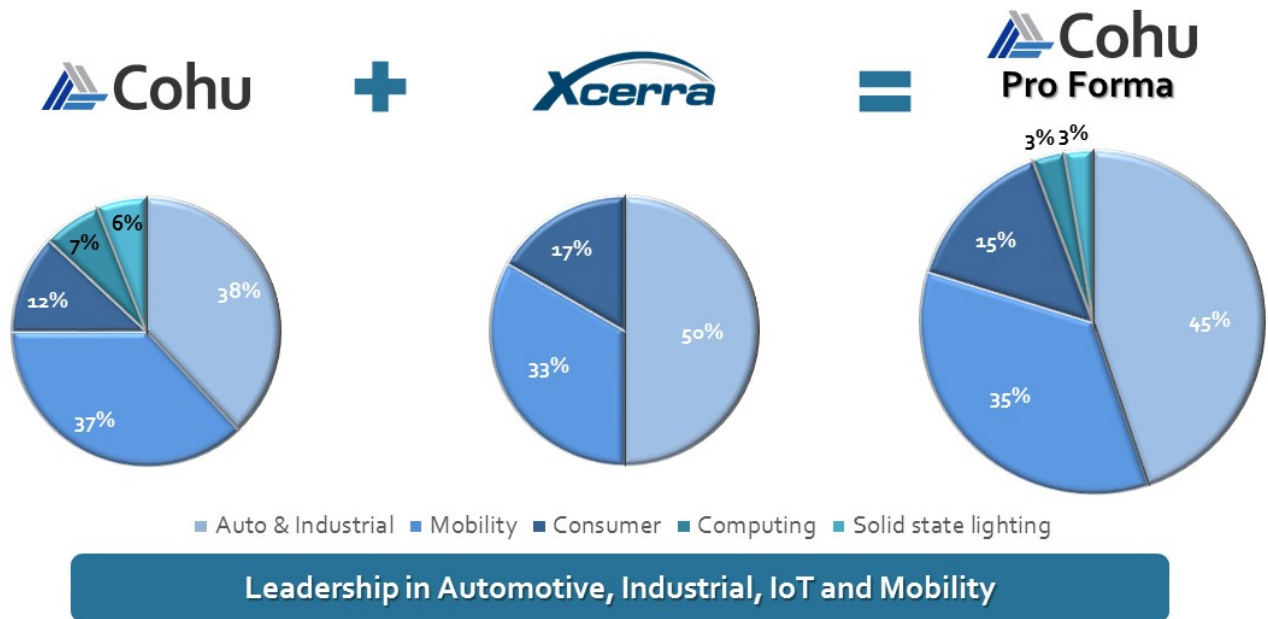 Cohu
+
Xcerra
=
Cohu
Pro Forma
6%
7%
12%
38%
37%
17%
50%
33%
3% 3%
15%
45%
35%
Auto & Industrial Mobility Consumer Computing Solid state lighting
Leadership in Automotive, Industrial, IoT and Mobility